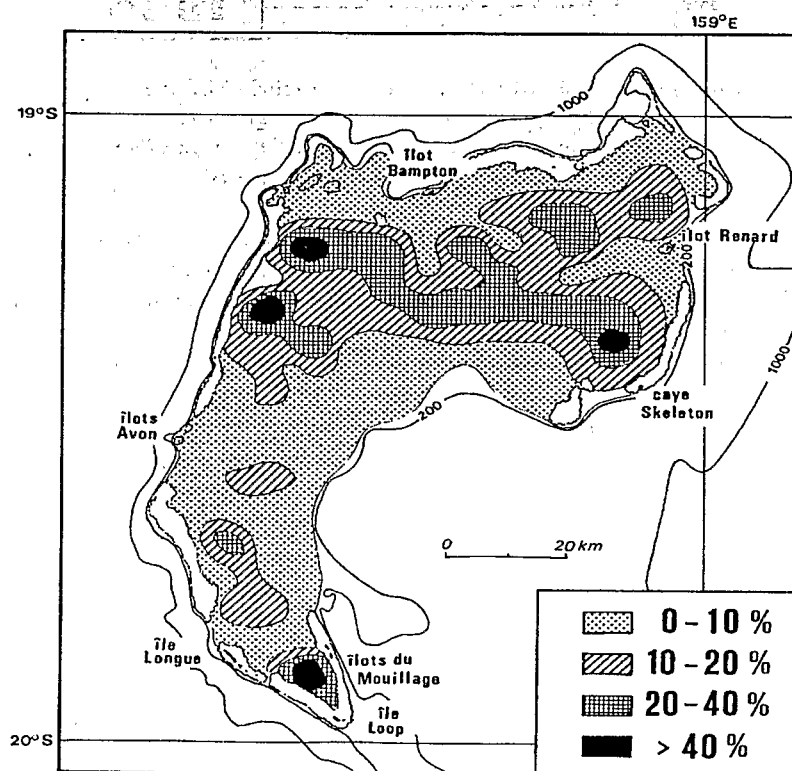 159° E
19° S
1000
îlot
Bampton
îlot Renard
200
1000
200
caye
Skeleton
îlots
Avon
0 20 km
île
Longue
îlots du
Mouillage
île
Loop
20° S
0 - 10 %
10 - 20 %
20 - 40 %
> 40 %